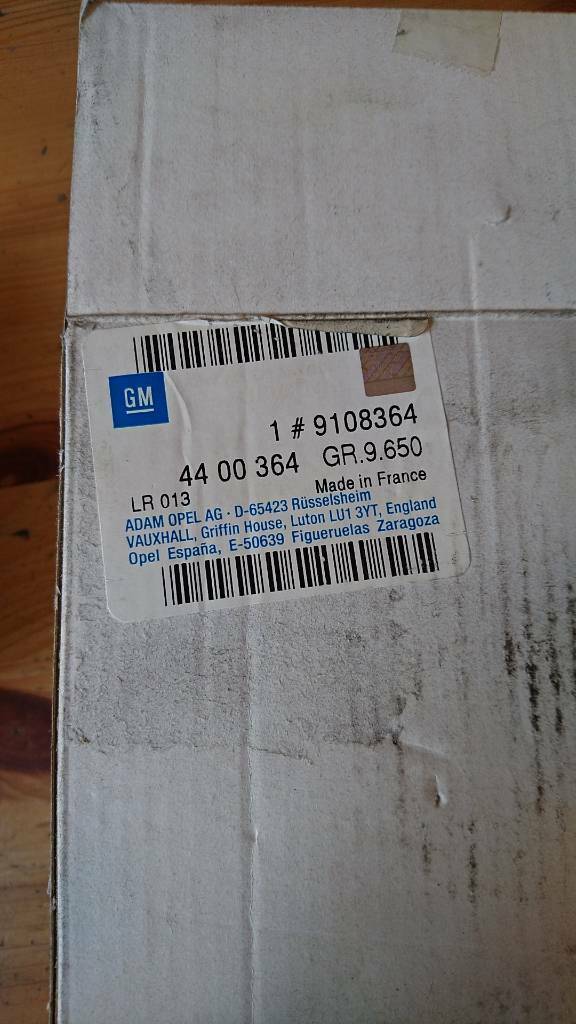 GM
1 # 9108364
44 00 364 GR.9.650
LR 013 Made in France
ADAM OPEL AG · D-65423 Rüsselsheim
VAUXHALL, Griffin House, Luton LU1 3YT, England
Opel España, E-50639 Figueruelas Zaragoza